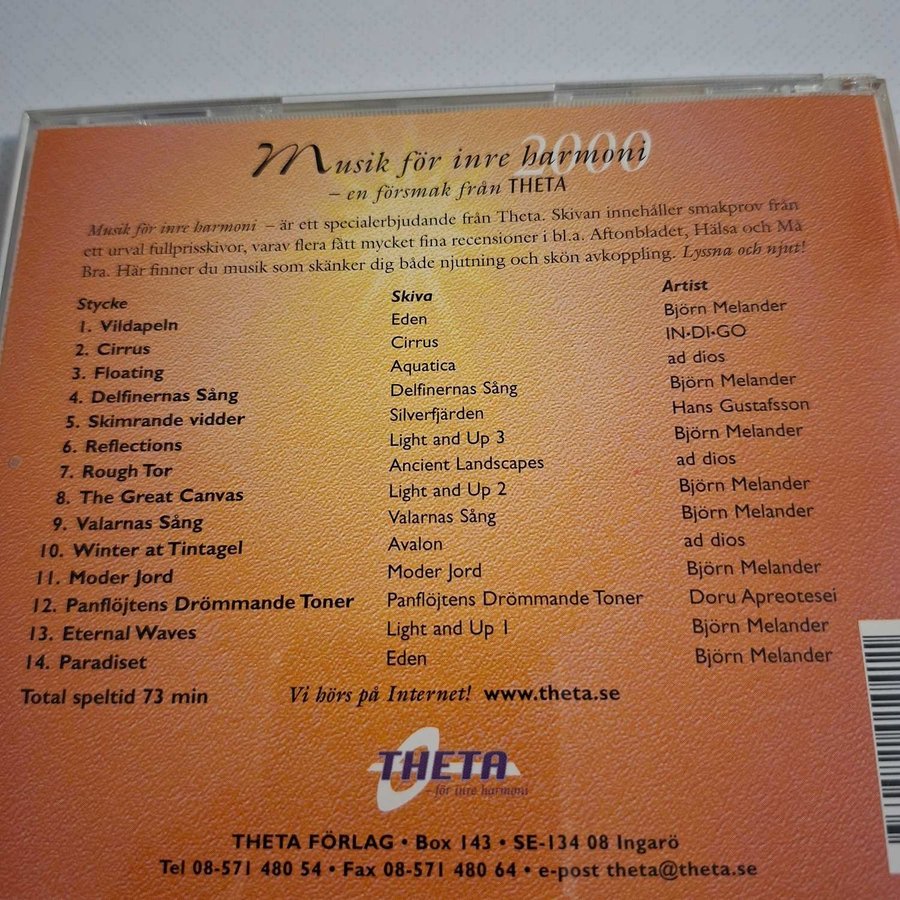 Musik för inre harmoni 2000
– en försmak från THETA
Musik för inre harmoni – är ett specialerbjudande från Theta. Skivan innehåller smakprov från
ett urval fullprisskivor, varav flera fått mycket fina recensioner i bl.a. Aftonbladet, Hälsa och Må
Bra. Här finner du musik som skänker dig både njutning och skön avkoppling. Lyssna och njut!
Stycke Skiva Artist
1. Vildapeln Eden Björn Melander
2. Cirrus Cirrus IN•DI•GO
3. Floating Aquatica ad dios
4. Delfinernas Sång Delfinernas Sång Björn Melander
5. Skimrande vidder Silverfjärden Hans Gustafsson
6. Reflections Light and Up 3 Björn Melander
7. Rough Tor Ancient Landscapes ad dios
8. The Great Canvas Light and Up 2 Björn Melander
9. Valarnas Sång Valarnas Sång Björn Melander
10. Winter at Tintagel Avalon ad dios
11. Moder Jord Moder Jord Björn Melander
12. Panflöjtens Drömmande Toner Panflöjtens Drömmande Toner Doru Apreotesei
13. Eternal Waves Light and Up 1 Björn Melander
14. Paradiset Eden Björn Melander
Total speltid 73 min Vi hörs på Internet! www.theta.se
THETA
– för inre harmoni
THETA FÖRLAG • Box 143 • SE-134 08 Ingarö
Tel 08-571 480 54 • Fax 08-571 480 64 • e-post theta@theta.se